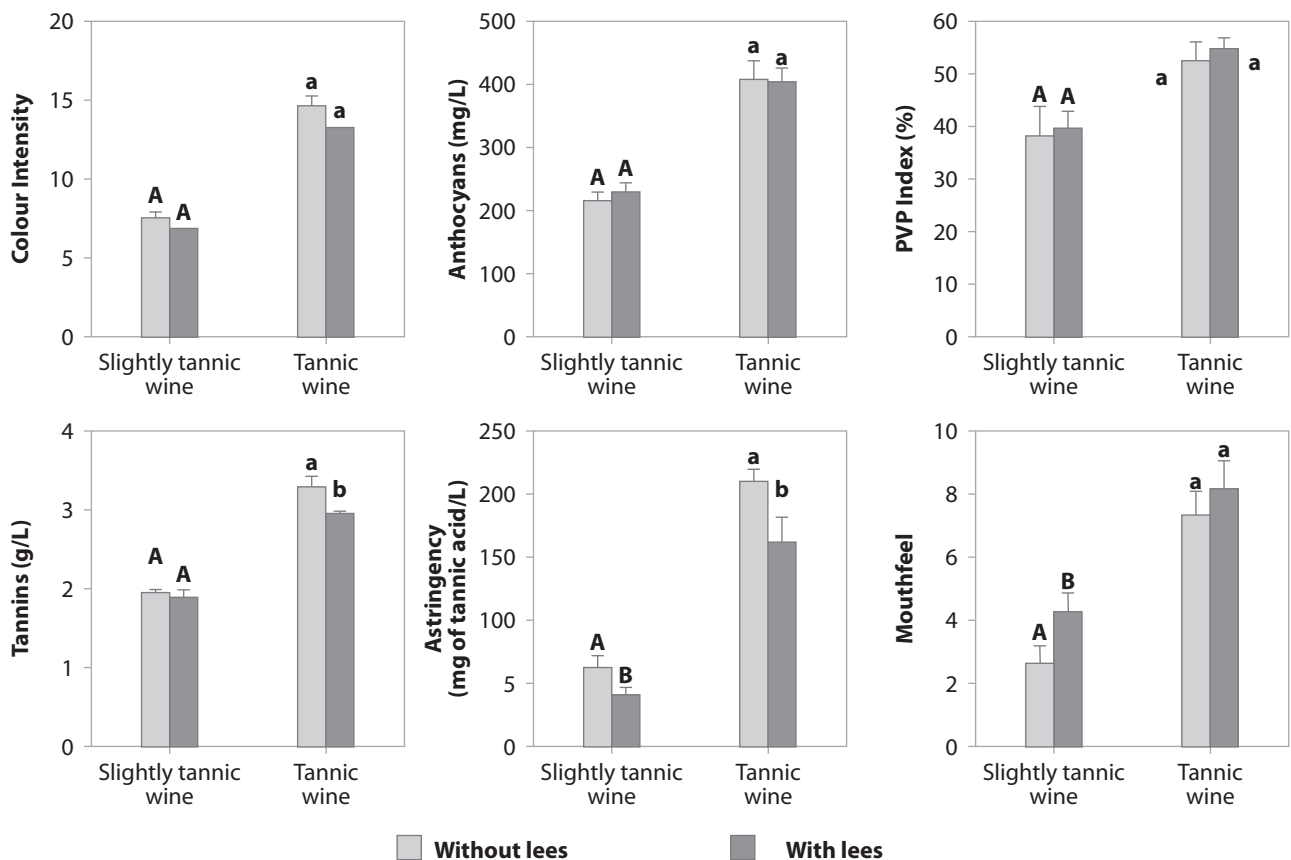 Colour Intensity
20
15
10
5
0
A
A
a
a
Slightly tannic
wine
Tannic
wine
Anthocyans (mg/L)
500
400
300
200
100
0
A
A
a
a
Slightly tannic
wine
Tannic
wine
PVP Index (%)
60
50
40
30
20
10
0
A
A
a
a
Slightly tannic
wine
Tannic
wine
Tannins (g/L)
4
3
2
1
0
A
A
a
b
Slightly tannic
wine
Tannic
wine
Astringency
(mg of tannic acid/L)
250
200
150
100
5
0
A
B
a
b
Slightly tannic
wine
Tannic
wine
Mouthfeel
10
8
6
4
2
0
A
B
a
a
Slightly tannic
wine
Tannic
wine
Without lees
With lees